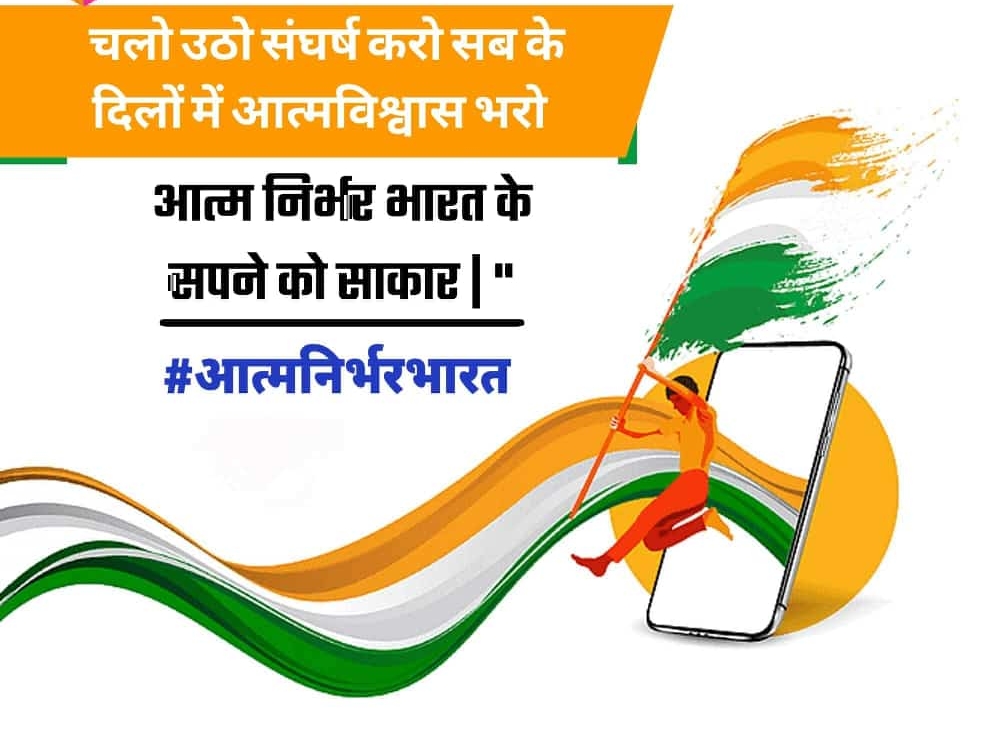 चलो उठो संघर्ष करो सब के
दिलों में आत्मविश्वास भरो
आत्म निर्भर भारत के
सपने को साकार | "
#आत्मनिर्भरभारत